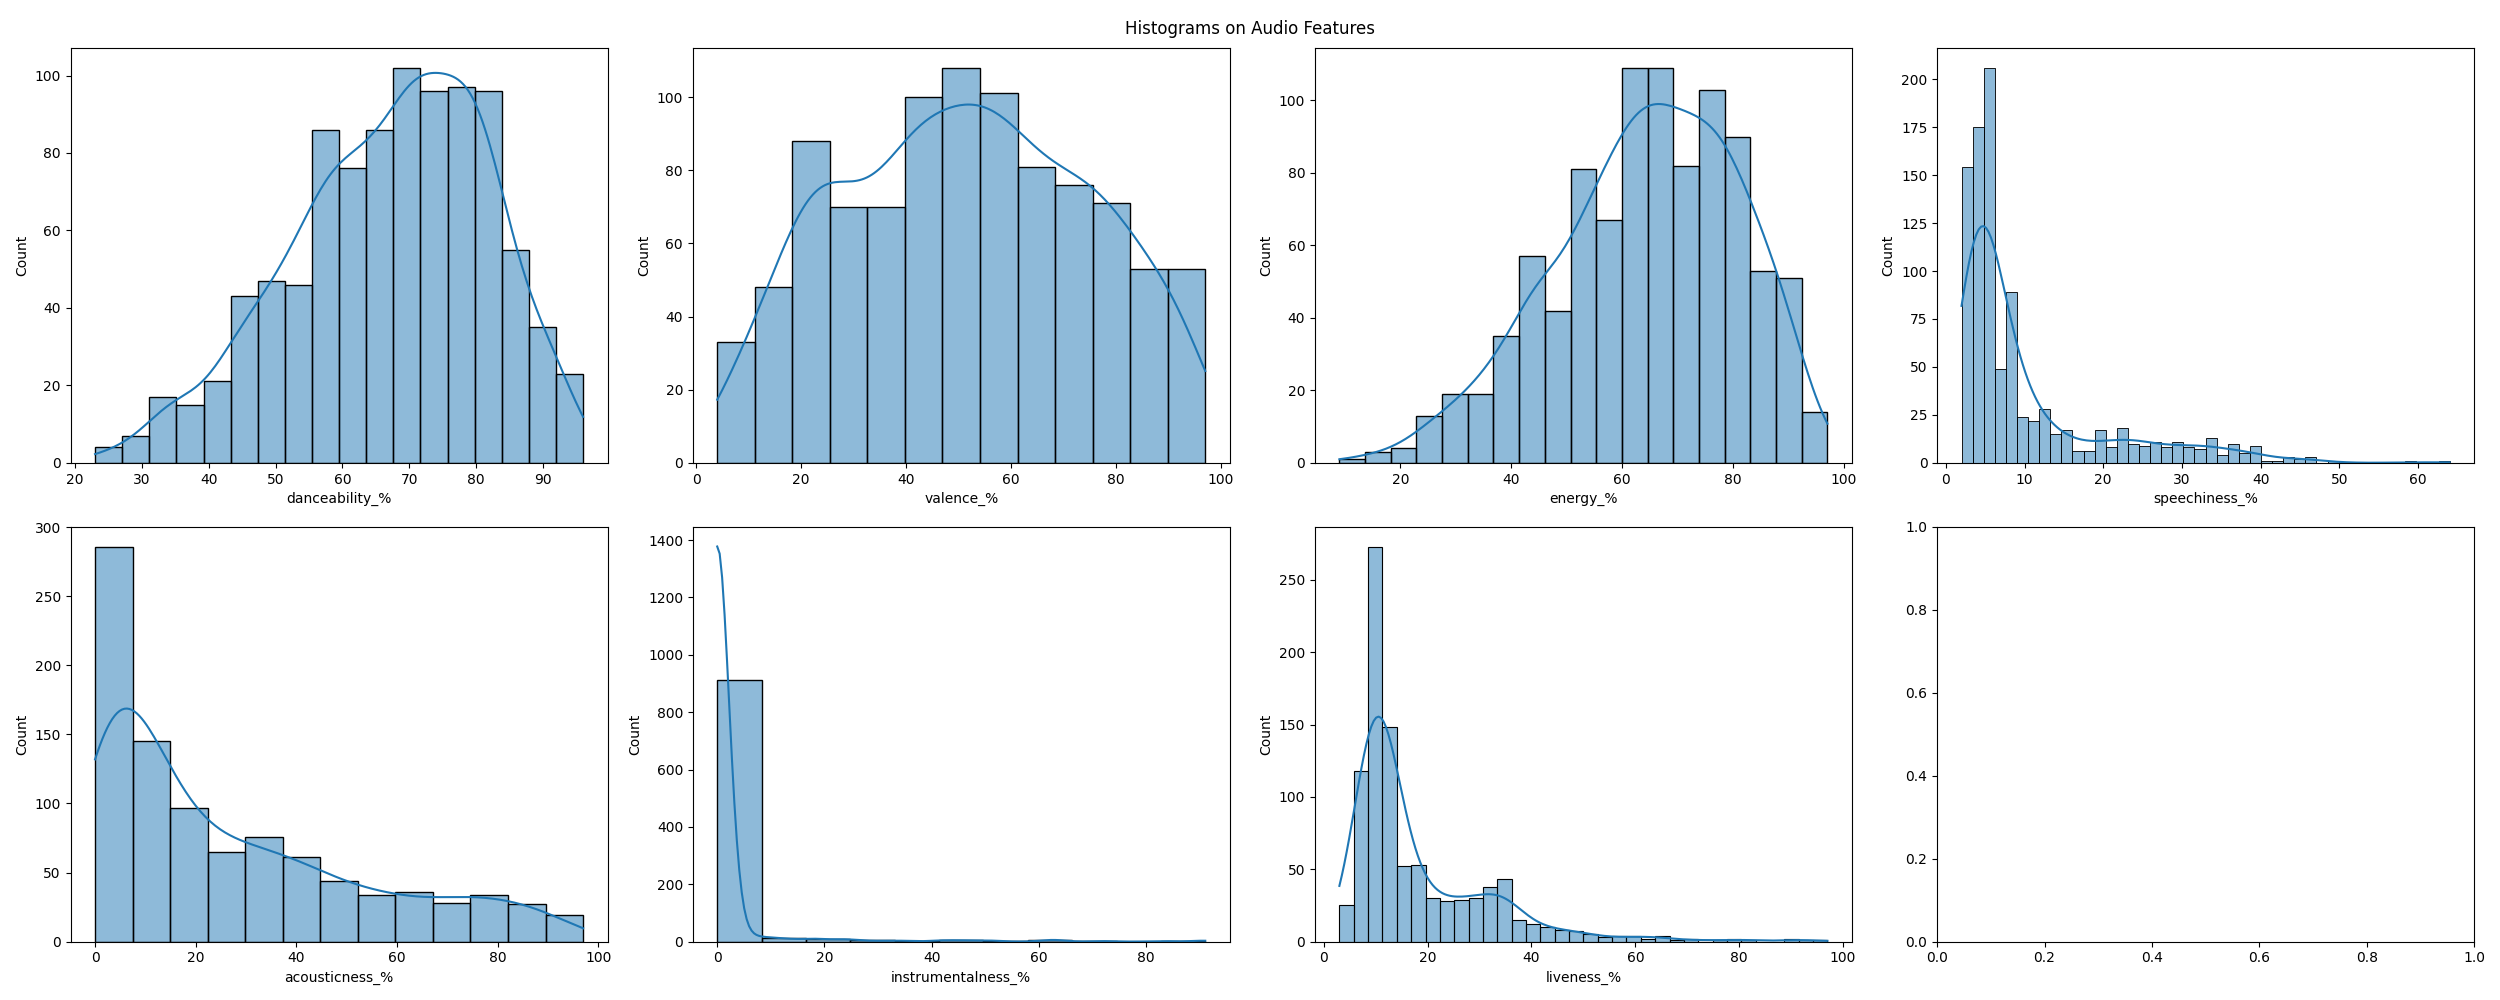 Histograms on Audio Features
Count
0 20 40 60 80 100
20 30 40 50 60 70 80 90
danceability_%
Count
0 20 40 60 80 100
0 20 40 60 80 100
valence_%
Count
0 20 40 60 80 100
20 40 60 80 100
energy_%
Count
0 25 50 75 100 125 150 175 200
0 10 20 30 40 50 60
speechiness_%
Count
0 50 100 150 200 250 300
0 20 40 60 80 100
acousticness_%
Count
0 200 400 600 800 1000 1200 1400
0 20 40 60 80
instrumentalness_%
Count
0 50 100 150 200 250
0 20 40 60 80 100
liveness_%
0.0 0.2 0.4 0.6 0.8 1.0
0.0 0.2 0.4 0.6 0.8 1.0